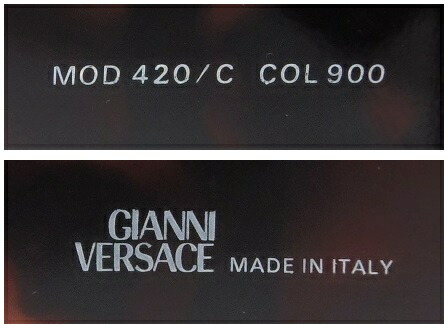 MOD 420/C COL 900
GIANNI
VERSACE MADE IN ITALY